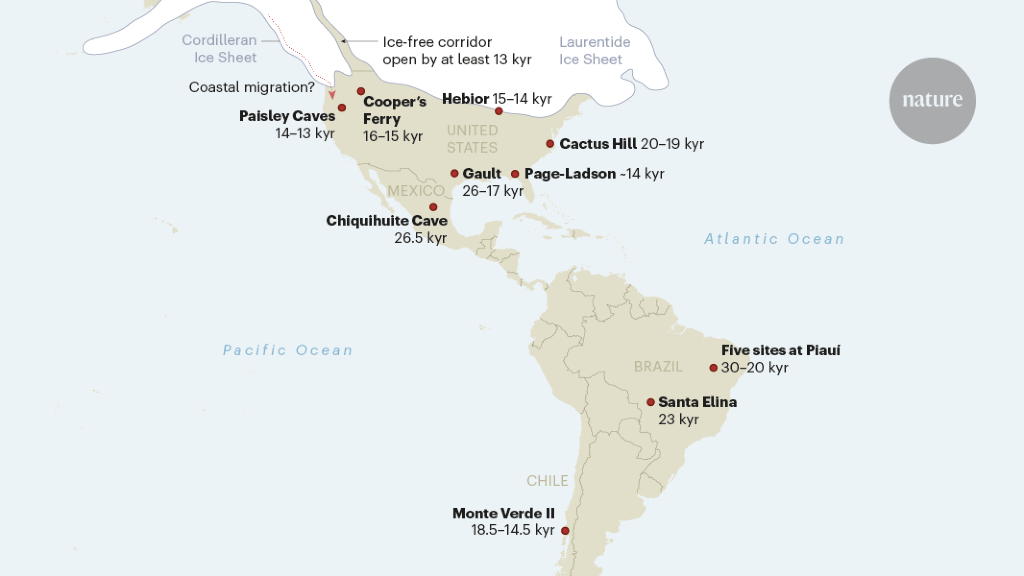 Cordilleran
Ice Sheet
Ice-free corridor
open by at least 13 kyr
Laurentide
Ice Sheet
Coastal migration?
nature
Cooper's
Ferry
16–15 kyr
Hebior 15–14 kyr
Paisley Caves
14–13 kyr
UNITED
STATES
Cactus Hill 20–19 kyr
Gault
26–17 kyr
Page-Ladson ~14 kyr
MEXICO
Chiquihuite Cave
26.5 kyr
Atlantic Ocean
Pacific Ocean
Five sites at Piauí
30–20 kyr
BRAZIL
Santa Elina
23 kyr
CHILE
Monte Verde II
18.5–14.5 kyr